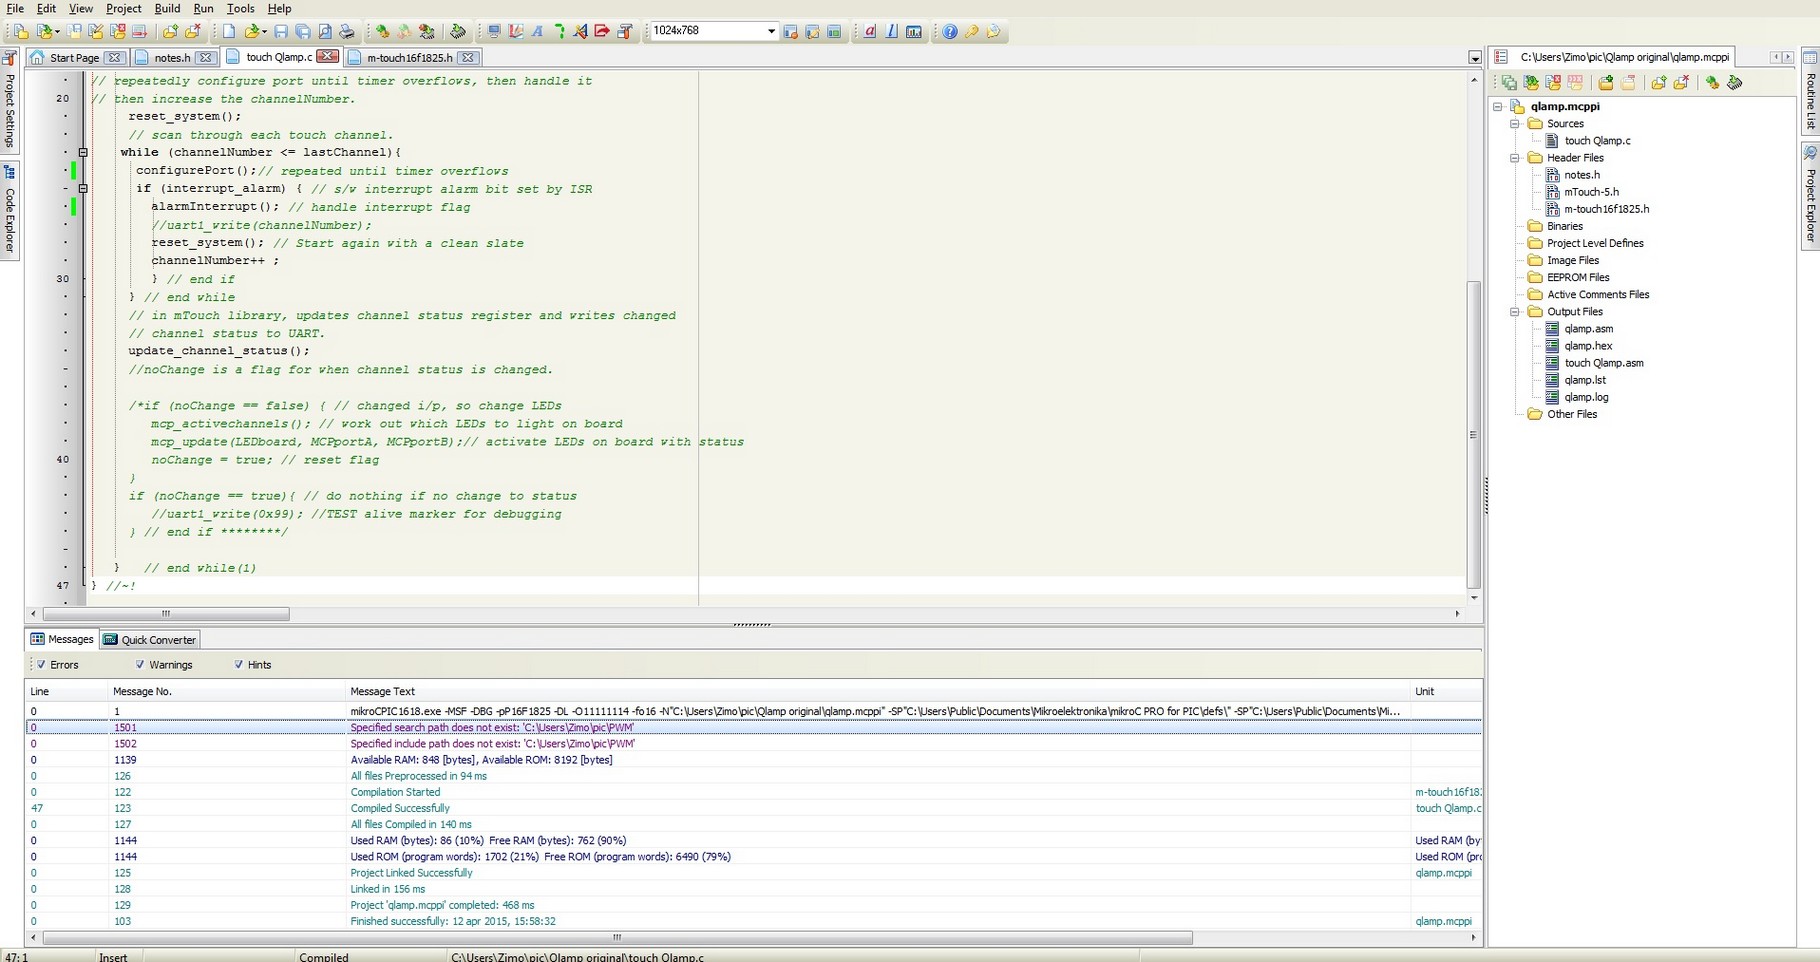 File Edit View Project Build Run Tools Help
1024x768
Start Page notes.h touch Qlamp.c m-touch16f1825.h
// repeatedly configure port until timer overflows, then handle it
20 // then increase the channelNumber.
reset_system();
// scan through each touch channel.
while (channelNumber <= lastChannel){
configurePort();// repeated until timer overflows
if (interrupt_alarm) { // s/w interrupt alarm bit set by ISR
alarmInterrupt(); // handle interrupt flag
//uart1_write(channelNumber);
reset_system(); // Start again with a clean slate
channelNumber++ ;
30 } // end if
} // end while
// in mTouch library, updates channel status register and writes changed
// channel status to UART.
update_channel_status();
//noChange is a flag for when channel status is changed.
/*if (noChange == false) { // changed i/p, so change LEDs
mcp_activechannels(); // work out which LEDs to light on board
mcp_update(LEDboard, MCPportA, MCPportB);// activate LEDs on board with status
40 noChange = true; // reset flag
}
if (noChange == true){ // do nothing if no change to status
//uart1_write(0x99); //TEST alive marker for debugging
} // end if ********/
} // end while(1)
47 } //~!
Project Settings
Code Explorer
C:\Users\Zimo\pic\Qlamp original\qlamp.mcppi
qlamp.mcppi
Sources
touch Qlamp.c
Header Files
notes.h
mTouch-5.h
m-touch16f1825.h
Binaries
Project Level Defines
Image Files
EEPROM Files
Active Comments Files
Output Files
qlamp.asm
qlamp.hex
touch Qlamp.asm
qlamp.lst
qlamp.log
Other Files
Routine List
Project Explorer
Messages Quick Converter
Errors Warnings Hints
Line Message No. Message Text Unit
0 1 mikroCPIC1618.exe -MSF -DBG -pP16F1825 -DL -O11111114 -fo16 -N"C:\Users\Zimo\pic\Qlamp original\qlamp.mcppi" -SP"C:\Users\Public\Documents\Mikroelektronika\mikroC PRO for PIC\defs\" -SP"C:\Users\Public\Documents\Mi...
0 1501 Specified search path does not exist: 'C:\Users\Zimo\pic\PWM'
0 1502 Specified include path does not exist: 'C:\Users\Zimo\pic\PWM'
0 1139 Available RAM: 848 [bytes], Available ROM: 8192 [bytes]
0 126 All files Preprocessed in 94 ms
0 122 Compilation Started m-touch16f182
47 123 Compiled Successfully touch Qlamp.c
0 127 All files Compiled in 140 ms
0 1144 Used RAM (bytes): 86 (10%) Free RAM (bytes): 762 (90%) Used RAM (by
0 1144 Used ROM (program words): 1702 (21%) Free ROM (program words): 6490 (79%) Used ROM (pro
0 125 Project Linked Successfully qlamp.mcppi
0 128 Linked in 156 ms
0 129 Project 'qlamp.mcppi' completed: 468 ms
0 103 Finished successfully: 12 apr 2015, 15:58:32 qlamp.mcppi
47: 1 Insert Compiled C:\Users\Zimo\pic\Qlamp original\touch Qlamp.c